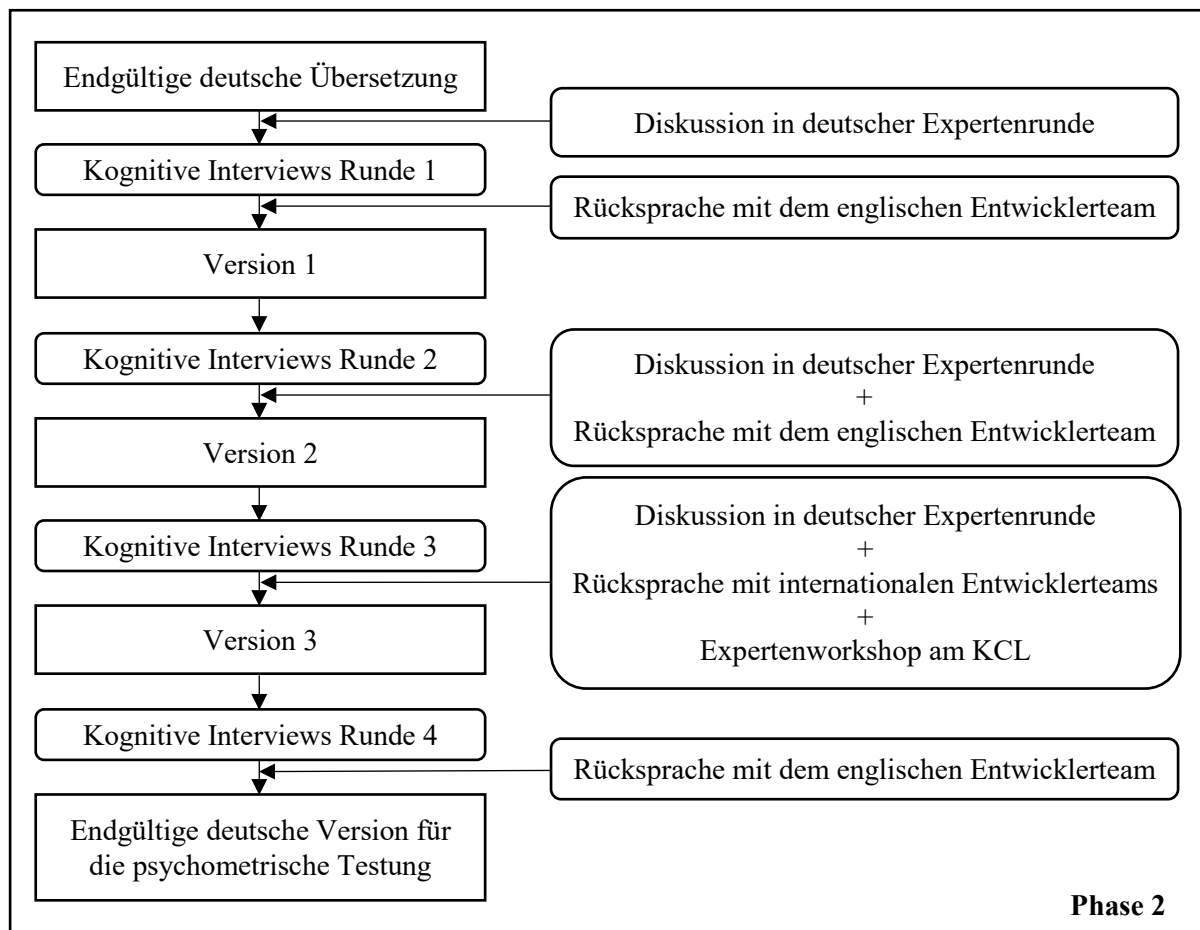 Endgültige deutsche Übersetzung
Diskussion in deutscher Expertenrunde
Kognitive Interviews Runde 1
Rücksprache mit dem englischen Entwicklerteam
Version 1
Kognitive Interviews Runde 2
Diskussion in deutscher Expertenrunde
+
Rücksprache mit dem englischen Entwicklerteam
Version 2
Kognitive Interviews Runde 3
Diskussion in deutscher Expertenrunde
+
Rücksprache mit internationalen Entwicklerteams
+
Expertenworkshop am KCL
Version 3
Kognitive Interviews Runde 4
Rücksprache mit dem englischen Entwicklerteam
Endgültige deutsche Version für
die psychometrische Testung
Phase 2